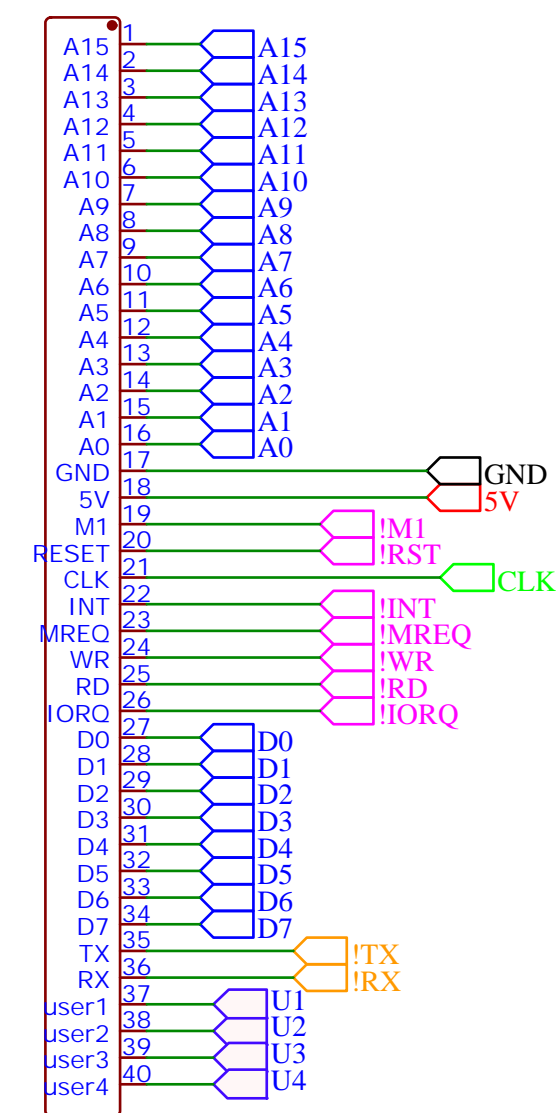 A15 1 A15
A14 2 A14
A13 3 A13
A12 4 A12
A11 5 A11
A10 6 A10
A9 7 A9
A8 8 A8
A7 9 A7
A6 10 A6
A5 11 A5
A4 12 A4
A3 13 A3
A2 14 A2
A1 15 A1
A0 16 A0
GND 17 GND
5V 18 5V
M1 19 !M1
RESET 20 !RST
CLK 21 CLK
INT 22 !INT
MREQ 23 !MREQ
WR 24 !WR
RD 25 !RD
IORQ 26 !IORQ
D0 27 D0
D1 28 D1
D2 29 D2
D3 30 D3
D4 31 D4
D5 32 D5
D6 33 D6
D7 34 D7
TX 35 !TX
RX 36 !RX
user1 37 U1
user2 38 U2
user3 39 U3
user4 40 U4